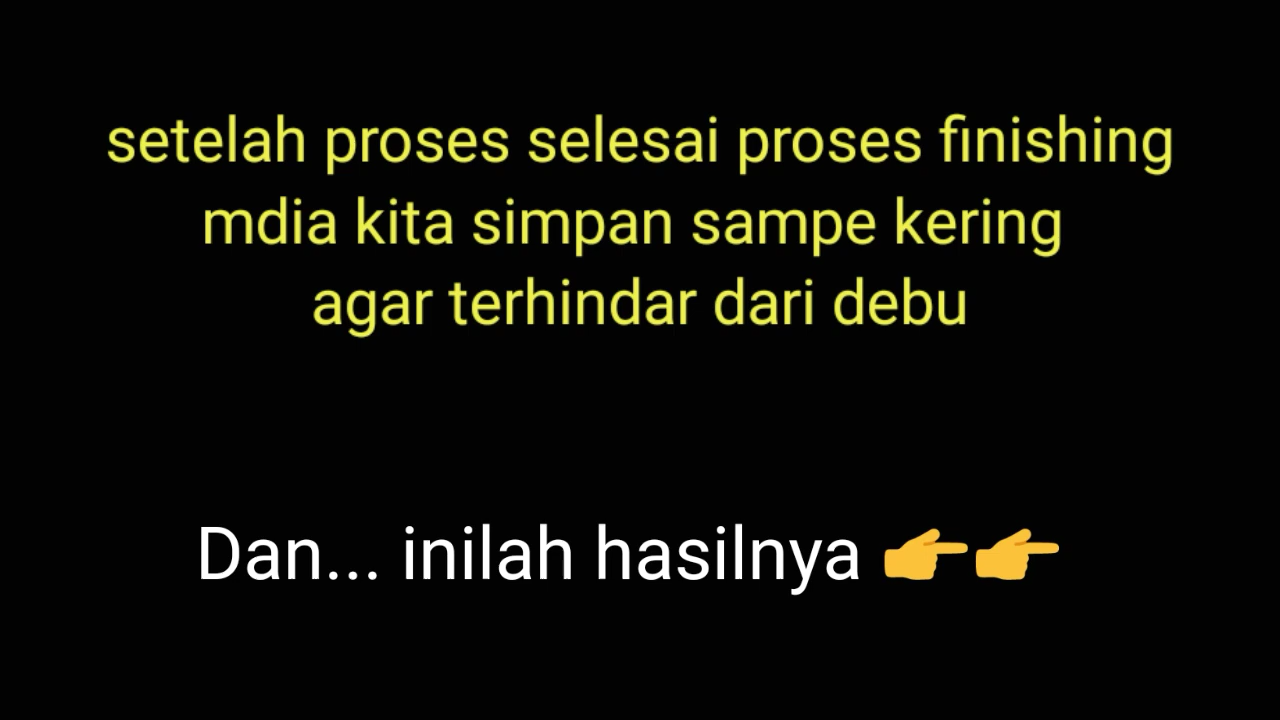 setelah proses selesai proses finishing
mdia kita simpan sampe kering
agar terhindar dari debu
Dan... inilah hasilnya 👉👉